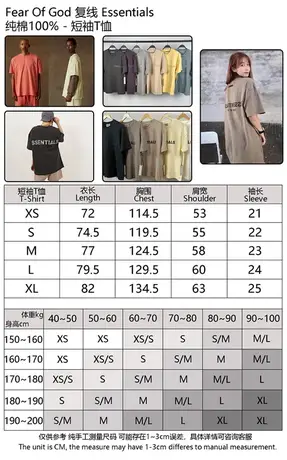 Fear Of God 复线 Essentials
纯棉100% - 短袖T恤
ESSENTIALS
短袖T恤 T-Shirt 衣长 Length 胸围 Chest 肩宽 Shoulder 袖长 Sleeve
XS 72 114.5 53 21
S 74.5 119.5 55 22
M 77 124.5 58 23
L 79.5 129.5 60 24
XL 82 134.5 63 25
体重kg 身高cm 40~50 50~60 60~70 70~80 80~90 90~100
150~160 XS XS XS/S S S/M M/L
160~170 XS XS/S S S/M M M/L
170~180 XS/S S S/M M M/L L
180~190 S S/M M M/L L XL
190~200 S/M M M/L L XL XL
仅供参考 纯手工测量尺码 可能存在1~3cm误差，具体详情可咨询客服
The unit is CM, the measure may have 1-3cm differes to manual measurement.